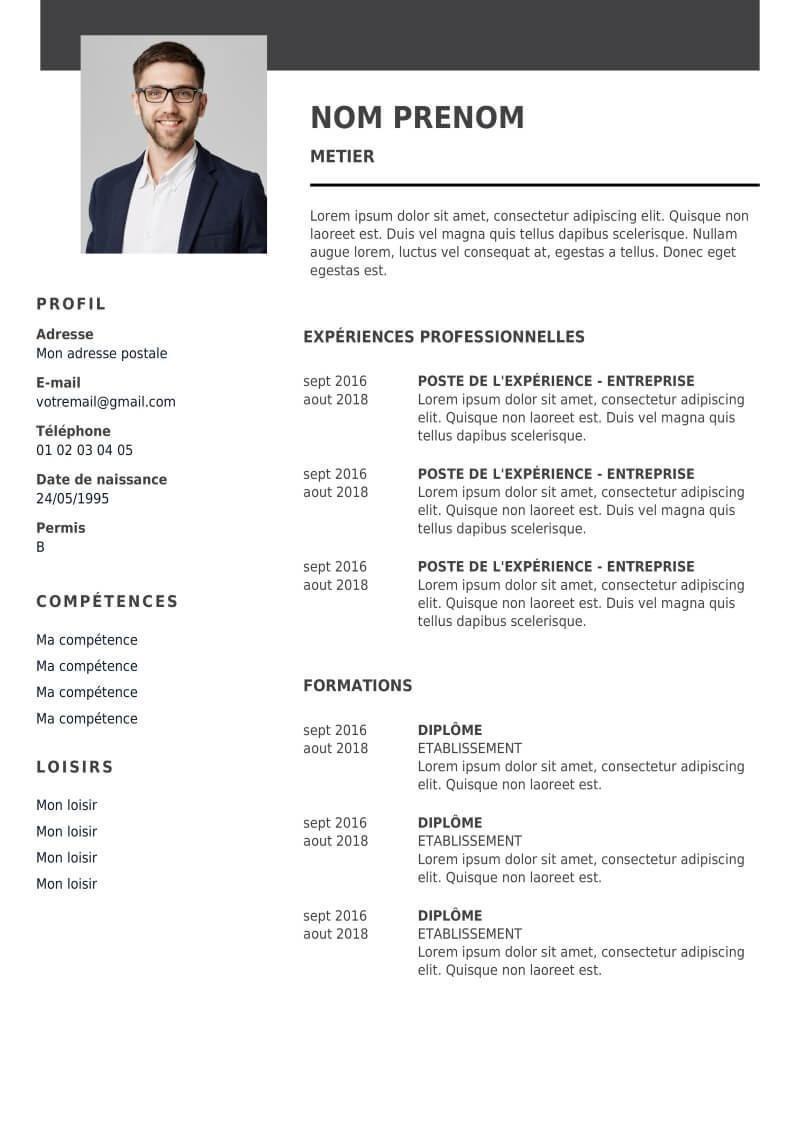 NOM PRENOM
METIER
Lorem ipsum dolor sit amet, consectetur adipiscing elit. Quisque non
laoreet est. Duis vel magna quis tellus dapibus scelerisque. Nullam
augue lorem, luctus vel consequat at, egestas a tellus. Donec eget
egestas est.
PROFIL
Adresse
Mon adresse postale
E-mail
votremail@gmail.com
Téléphone
01 02 03 04 05
Date de naissance
24/05/1995
Permis
B
COMPÉTENCES
Ma compétence
Ma compétence
Ma compétence
Ma compétence
LOISIRS
Mon loisir
Mon loisir
Mon loisir
Mon loisir
EXPÉRIENCES PROFESSIONNELLES
sept 2016
aout 2018
POSTE DE L'EXPÉRIENCE - ENTREPRISE
Lorem ipsum dolor sit amet, consectetur adipiscing
elit. Quisque non laoreet est. Duis vel magna quis
tellus dapibus scelerisque.
sept 2016
aout 2018
POSTE DE L'EXPÉRIENCE - ENTREPRISE
Lorem ipsum dolor sit amet, consectetur adipiscing
elit. Quisque non laoreet est. Duis vel magna quis
tellus dapibus scelerisque.
sept 2016
aout 2018
POSTE DE L'EXPÉRIENCE - ENTREPRISE
Lorem ipsum dolor sit amet, consectetur adipiscing
elit. Quisque non laoreet est. Duis vel magna quis
tellus dapibus scelerisque.
FORMATIONS
sept 2016
aout 2018
DIPLÔME
ETABLISSEMENT
Lorem ipsum dolor sit amet, consectetur adipiscing
elit. Quisque non laoreet est.
sept 2016
aout 2018
DIPLÔME
ETABLISSEMENT
Lorem ipsum dolor sit amet, consectetur adipiscing
elit. Quisque non laoreet est.
sept 2016
aout 2018
DIPLÔME
ETABLISSEMENT
Lorem ipsum dolor sit amet, consectetur adipiscing
elit. Quisque non laoreet est.